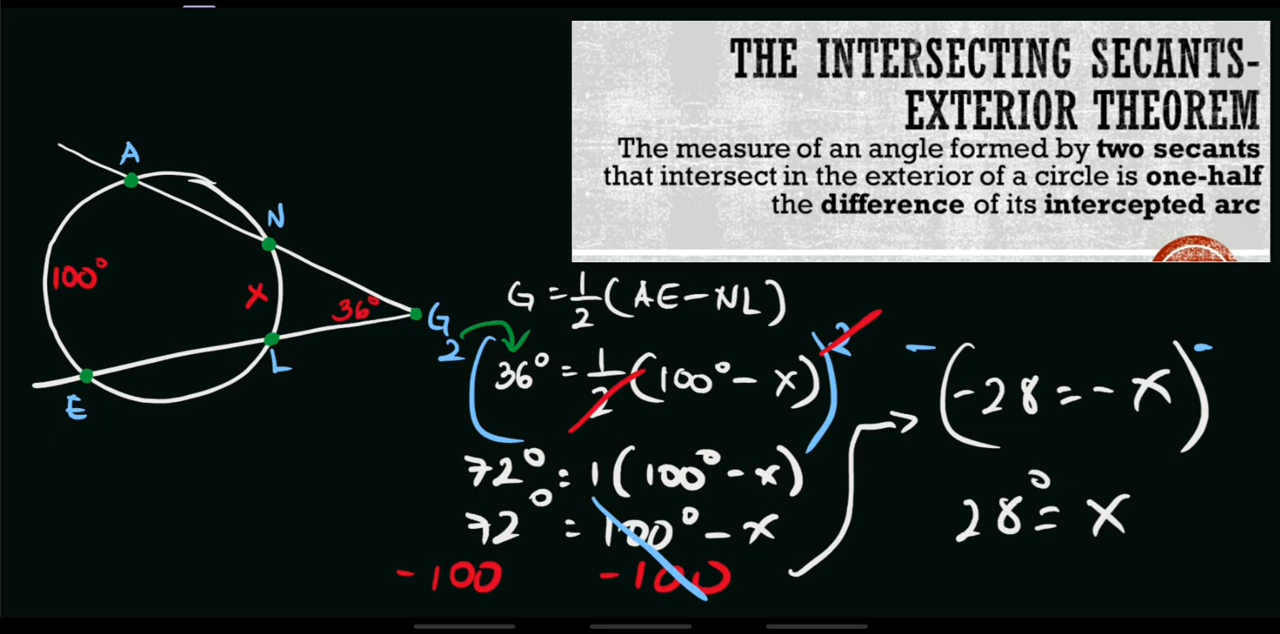 THE INTERSECTING SECANTS-
EXTERIOR THEOREM
The measure of an angle formed by two secants
that intersect in the exterior of a circle is one-half
the difference of its intercepted arc
A
N
100°
X
36°
G
L
E
G = 1/2 (AE - NL)
2 ( 36° = 1/2 (100° - x) ) 2
72° = 1 (100° - x)
72° = 100° - x
-100 -100
- ( -28 = -x ) -
28° = x